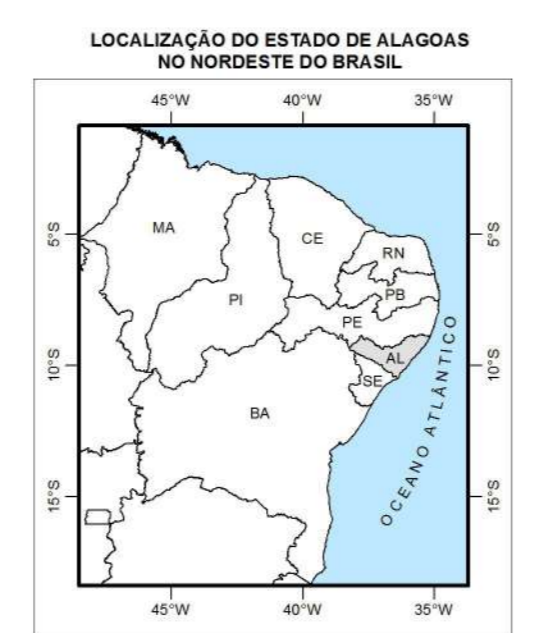 LOCALIZAÇÃO DO ESTADO DE ALAGOAS
NO NORDESTE DO BRASIL
45°W 40°W 35°W
5°S 5°S
MA CE RN
PB
PI
PE
AL
10°S 10°S
SE
BA
OCEANO ATLÂNTICO
15°S 15°S
45°W 40°W 35°W